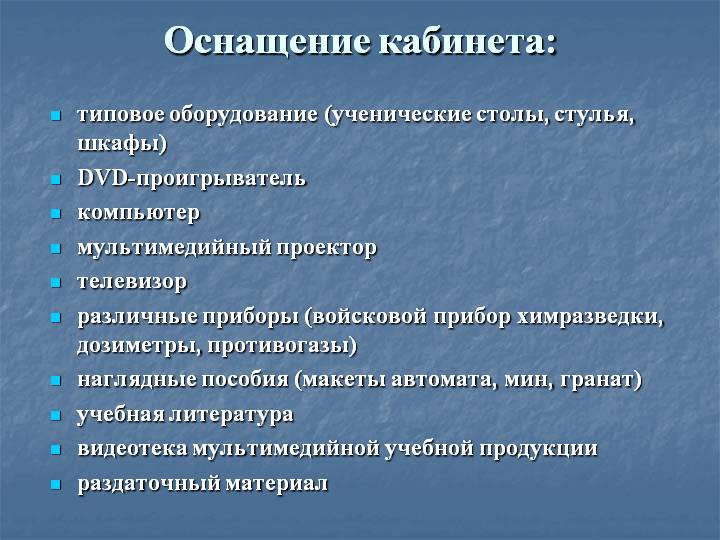 Оснащение кабинета:
типовое оборудование (ученические столы, стулья,
шкафы)
DVD-проигрыватель
компьютер
мультимедийный проектор
телевизор
различные приборы (войсковой прибор химразведки,
дозиметры, противогазы)
наглядные пособия (макеты автомата, мин, гранат)
учебная литература
видеотека мультимедийной учебной продукции
раздаточный материал